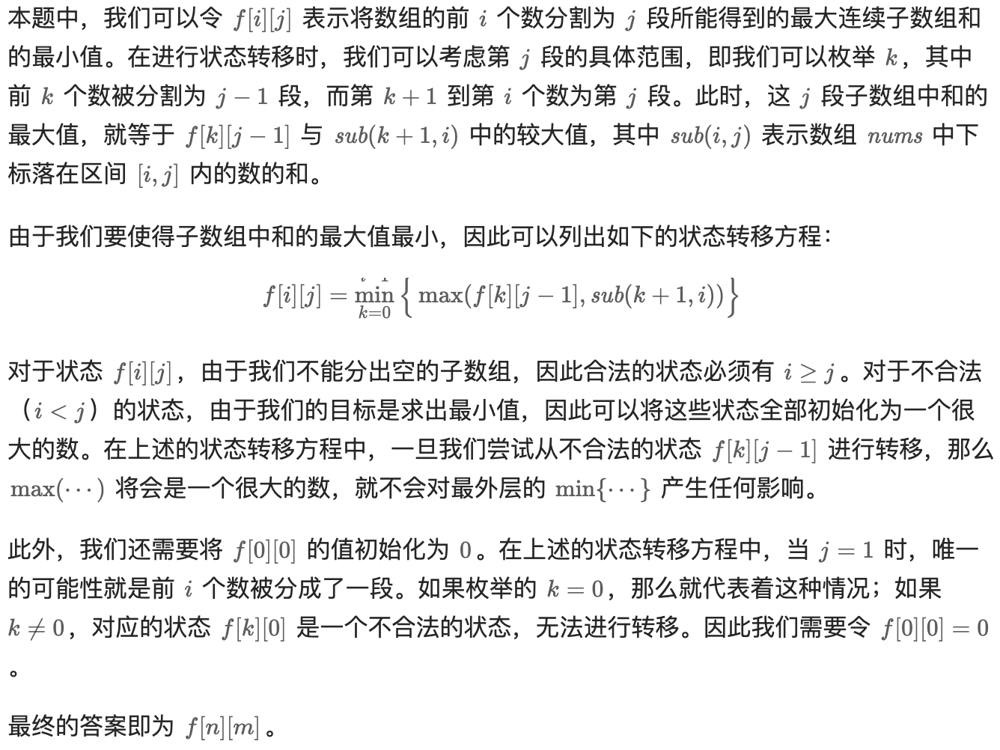 本题中，我们可以令 f[i][j] 表示将数组的前 i 个数分割为 j 段所能得到的最大连续子数组和
的最小值。在进行状态转移时，我们可以考虑第 j 段的具体范围，即我们可以枚举 k，其中
前 k 个数被分割为 j − 1 段，而第 k + 1 到第 i 个数为第 j 段。此时，这 j 段子数组中和的
最大值，就等于 f[k][j − 1] 与 sub(k + 1, i) 中的较大值，其中 sub(i, j) 表示数组 nums 中下
标落在区间 [i, j] 内的数的和。
由于我们要使得子数组中和的最大值最小，因此可以列出如下的状态转移方程：
f[i][j] = min k=0 { max(f[k][j − 1], sub(k + 1, i)) }
对于状态 f[i][j]，由于我们不能分出空的子数组，因此合法的状态必须有 i ≥ j。对于不合法
（i < j）的状态，由于我们的目标是求出最小值，因此可以将这些状态全部初始化为一个很
大的数。在上述的状态转移方程中，一旦我们尝试从不合法的状态 f[k][j − 1] 进行转移，那么
max(⋯) 将会是一个很大的数，就不会对最外层的 min{⋯} 产生任何影响。
此外，我们还需要将 f[0][0] 的值初始化为 0。在上述的状态转移方程中，当 j = 1 时，唯一
的可能性就是前 i 个数被分成了一段。如果枚举的 k = 0，那么就代表着这种情况；如果
k ≠ 0，对应的状态 f[k][0] 是一个不合法的状态，无法进行转移。因此我们需要令 f[0][0] = 0
。
最终的答案即为 f[n][m]。